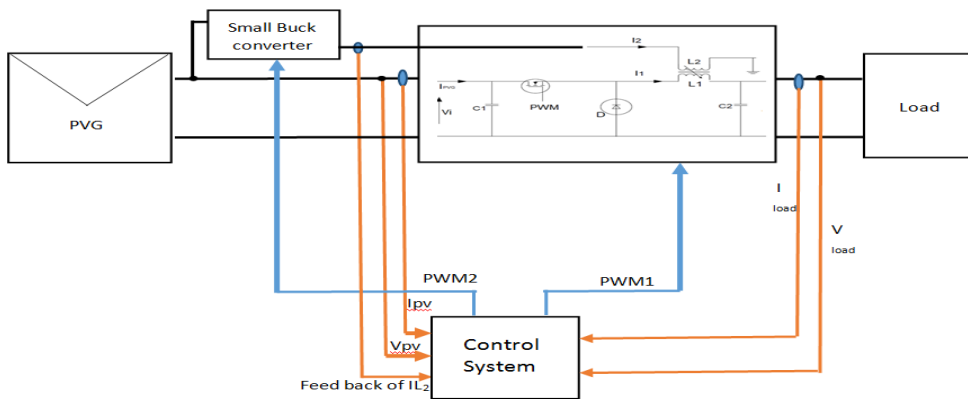 Small Buck
converter
PVG
I2
L2
IPVG
I1
L1
Vi
C1
PWM
D
C2
Load
I
load
V
load
PWM2
PWM1
Ipv
Vpv
Feed back of IL2
Control
System